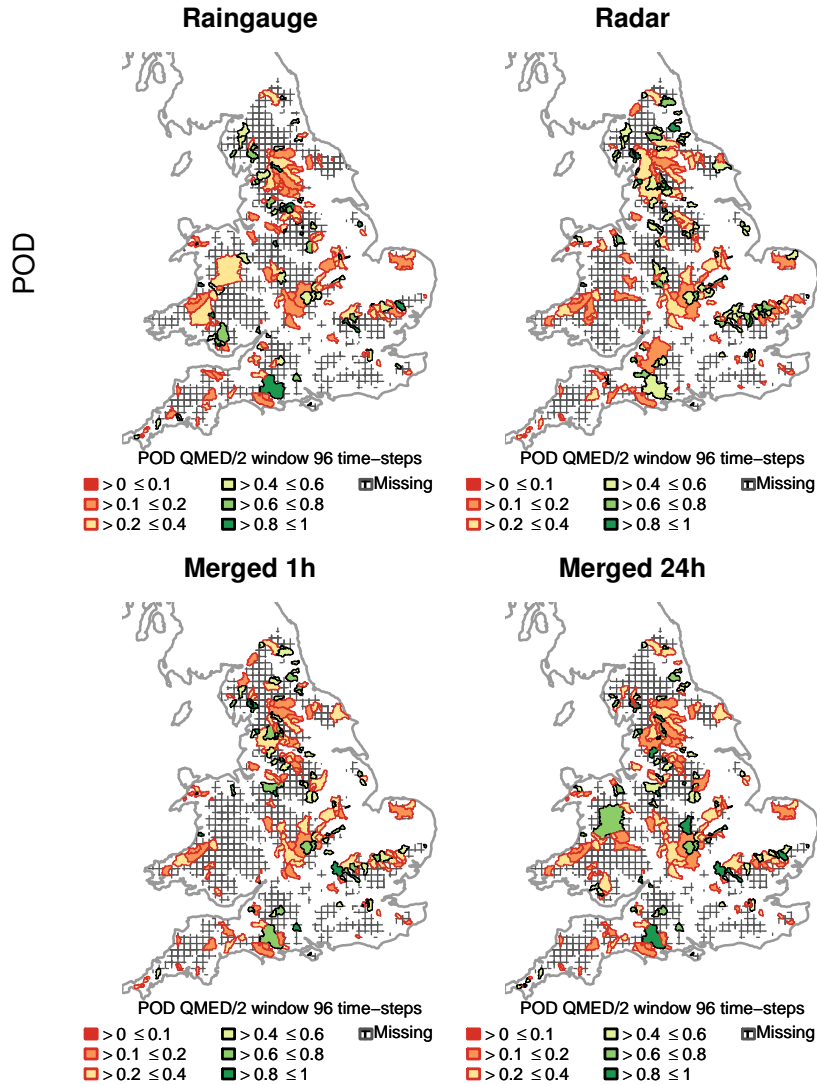 Raingauge
Radar
POD
POD QMED/2 window 96 time−steps
> 0 ≤ 0.1
> 0.4 ≤ 0.6
Missing
> 0.1 ≤ 0.2
> 0.6 ≤ 0.8
> 0.2 ≤ 0.4
> 0.8 ≤ 1
POD QMED/2 window 96 time−steps
> 0 ≤ 0.1
> 0.4 ≤ 0.6
Missing
> 0.1 ≤ 0.2
> 0.6 ≤ 0.8
> 0.2 ≤ 0.4
> 0.8 ≤ 1
Merged 1h
Merged 24h
POD QMED/2 window 96 time−steps
> 0 ≤ 0.1
> 0.4 ≤ 0.6
Missing
> 0.1 ≤ 0.2
> 0.6 ≤ 0.8
> 0.2 ≤ 0.4
> 0.8 ≤ 1
POD QMED/2 window 96 time−steps
> 0 ≤ 0.1
> 0.4 ≤ 0.6
Missing
> 0.1 ≤ 0.2
> 0.6 ≤ 0.8
> 0.2 ≤ 0.4
> 0.8 ≤ 1